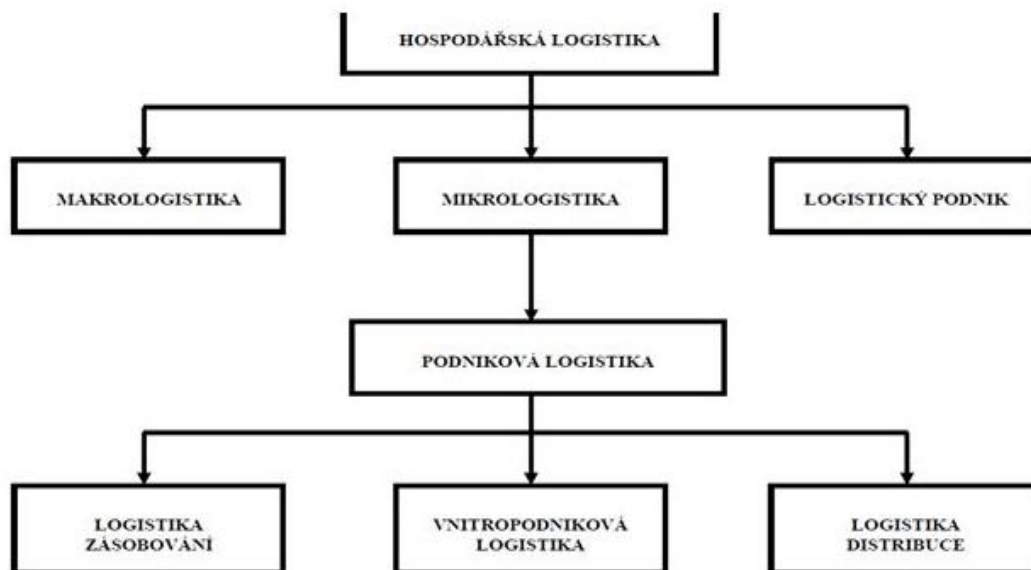 HOSPODÁŘSKÁ LOGISTIKA
MAKROLOGISTIKA
MIKROLOGISTIKA
LOGISTICKÝ PODNIK
PODNIKOVÁ LOGISTIKA
LOGISTIKA
ZÁSOBOVÁNÍ
VNITROPODNIKOVÁ
LOGISTIKA
LOGISTIKA
DISTRIBUCE